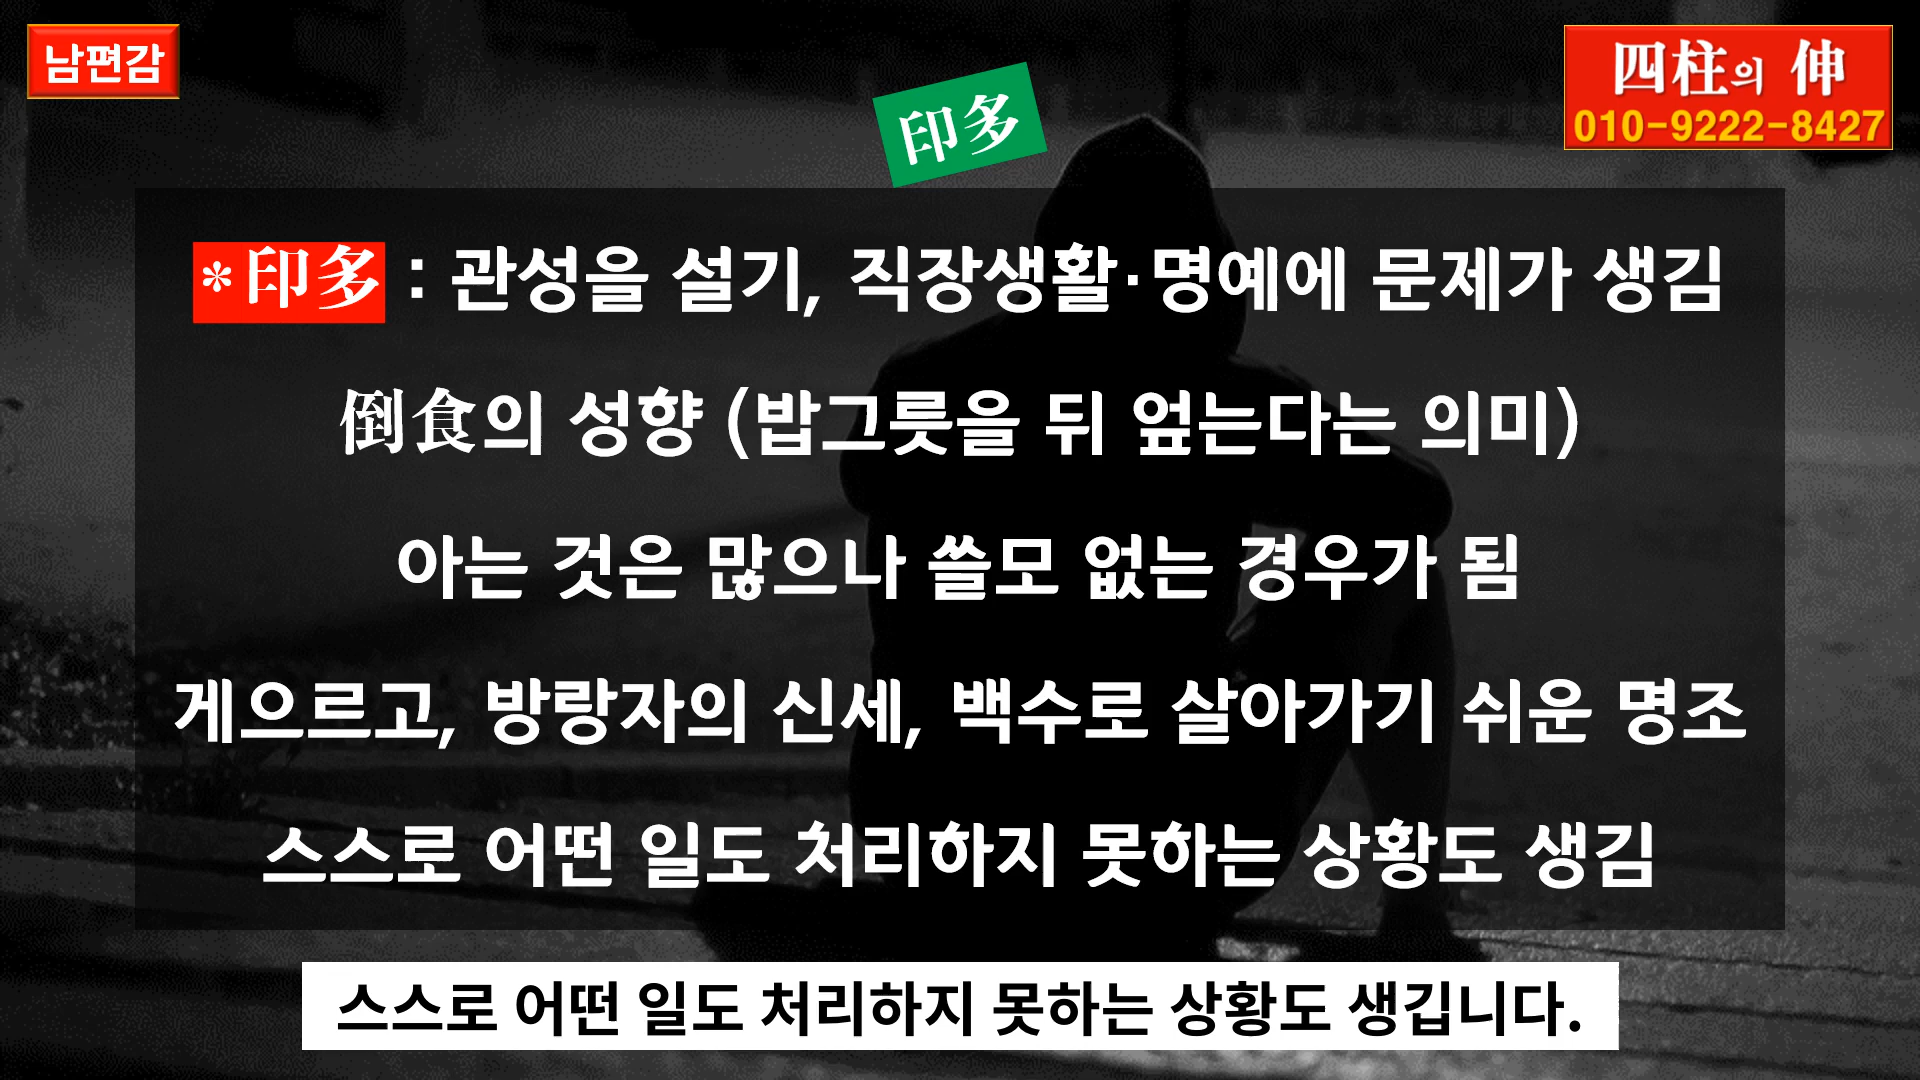 남편감
四柱의 伸
010-9222-8427
印多
*印多 : 관성을 설기, 직장생활·명예에 문제가 생김
倒食의 성향 (밥그릇을 뒤 엎는다는 의미)
아는 것은 많으나 쓸모 없는 경우가 됨
게으르고, 방랑자의 신세, 백수로 살아가기 쉬운 명조
스스로 어떤 일도 처리하지 못하는 상황도 생김
스스로 어떤 일도 처리하지 못하는 상황도 생깁니다.